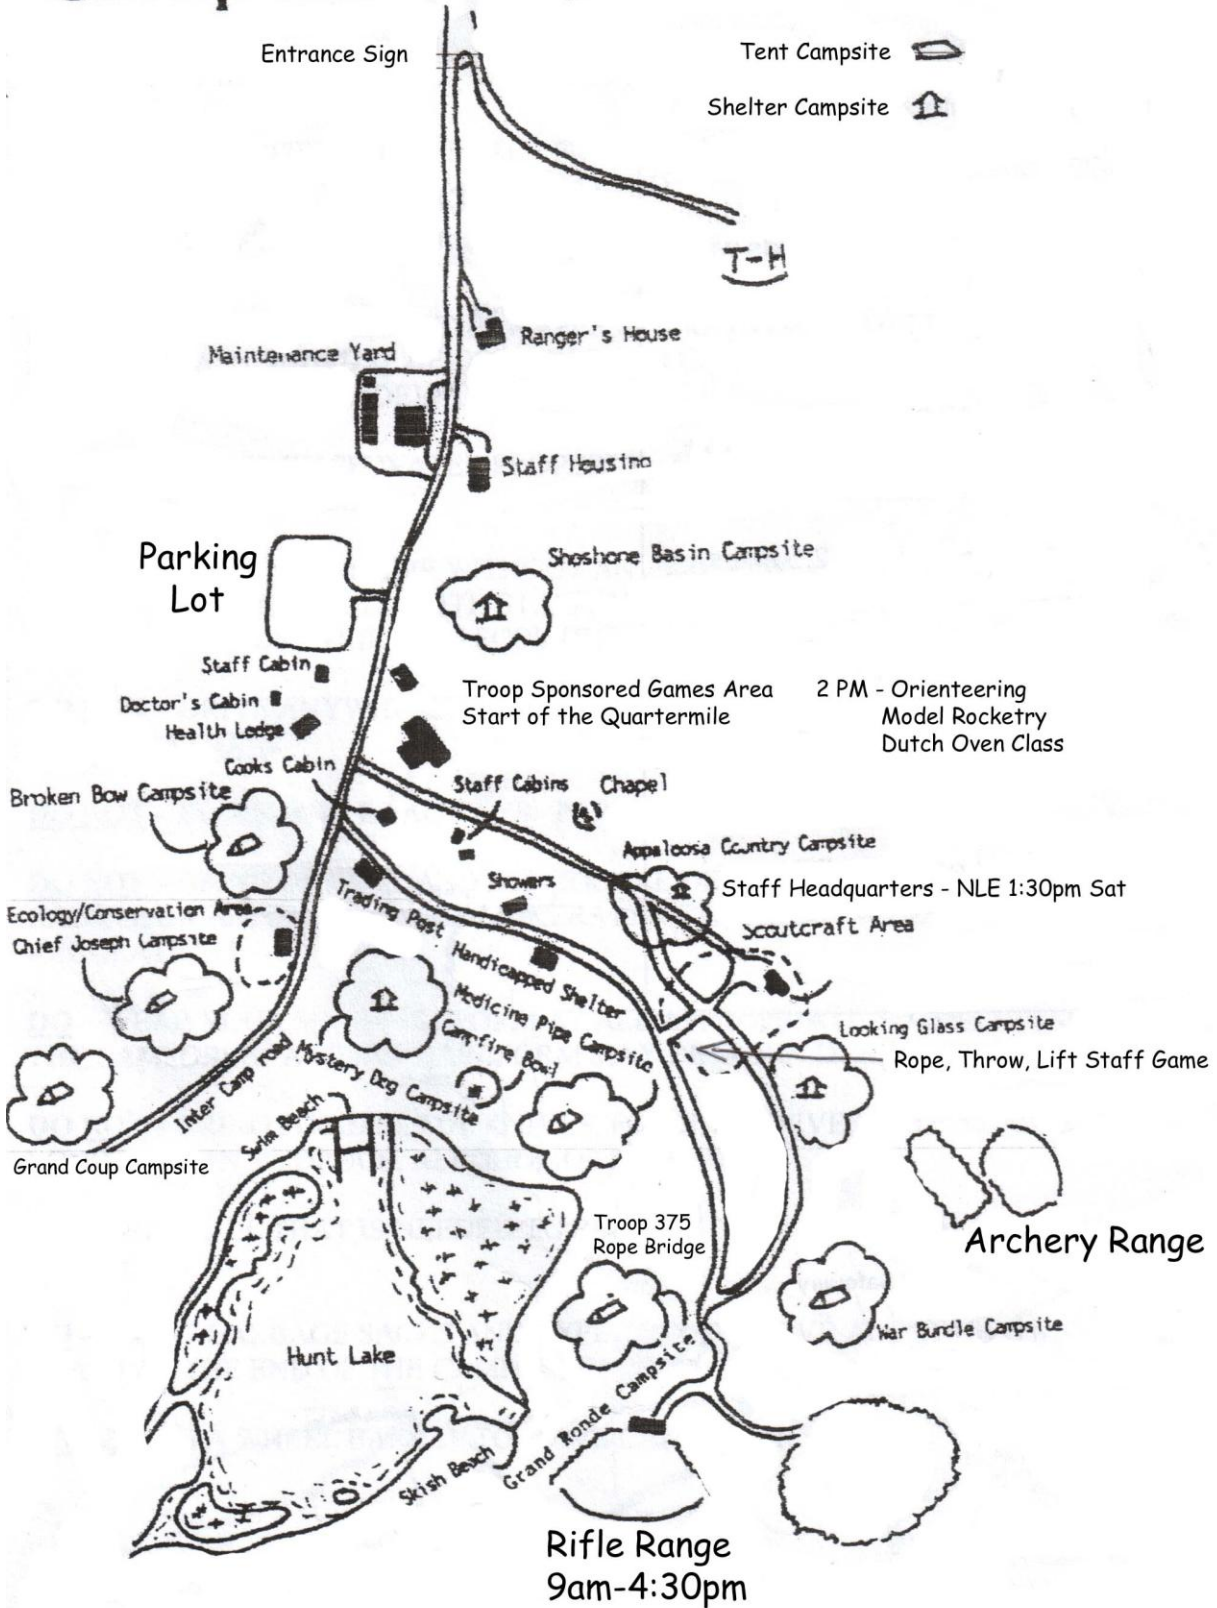 Entrance Sign
Tent Campsite
Shelter Campsite
T-H
Ranger's House
Maintenance Yard
Staff Housing
Parking
Lot
Shoshone Basin Campsite
Staff Cabin
Doctor's Cabin
Health Lodge
Troop Sponsored Games Area
Start of the Quartermile
2 PM - Orienteering
Model Rocketry
Dutch Oven Class
Cooks Cabin
Staff Cabins
Chapel
Broken Bow Campsite
Appaloosa Country Campsite
Trading Post
Showers
Staff Headquarters - NLE 1:30pm Sat
Ecology/Conservation Area
Chief Joseph Campsite
Scoutcraft Area
Handicapped Shelter
Medicine Pipe Campsite
Campfire Bowl
Looking Glass Campsite
Rope, Throw, Lift Staff Game
Inter Camp road
Mystery Dog Campsite
Swim Beach
Grand Coup Campsite
Troop 375
Rope Bridge
Archery Range
Hunt Lake
War Bundle Campsite
Grand Ronde Campsite
Skish Beach
Rifle Range
9am-4:30pm